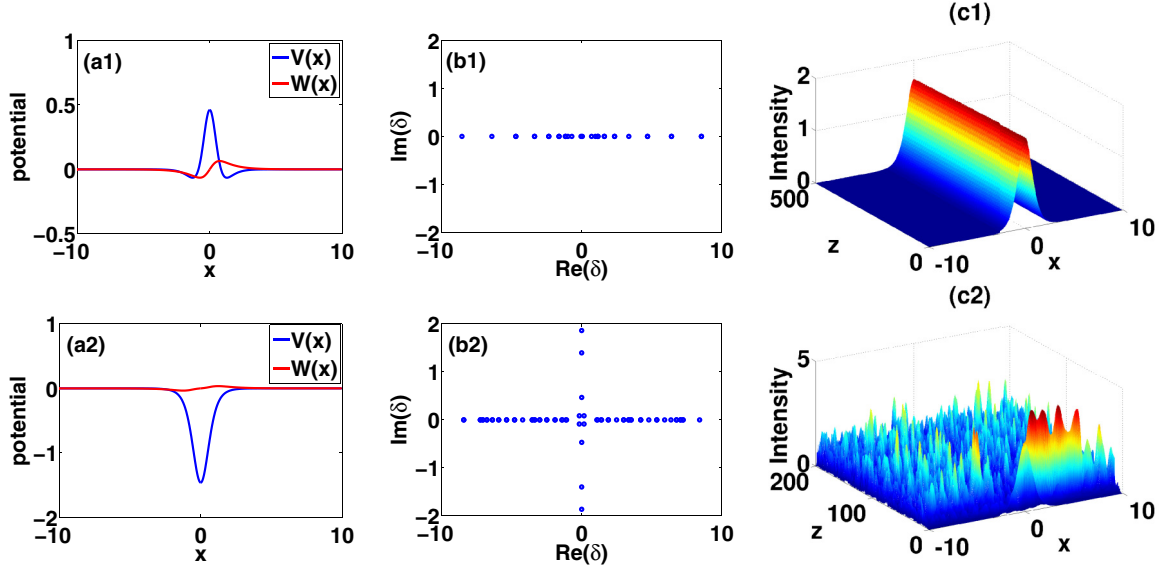 (a1)
V(x)
W(x)
potential
1
0.5
0
−0.5
−10
0
10
x
(b1)
Im(δ)
2
1
0
−1
−2
−10
0
10
Re(δ)
(c1)
Intensity
2
1
0
500
z
0
-10
0
10
x
(a2)
V(x)
W(x)
potential
1
0
−1
−2
−10
0
10
x
(b2)
Im(δ)
2
1
0
−1
−2
−10
0
10
Re(δ)
(c2)
Intensity
5
0
200
100
z
0
-10
0
10
x